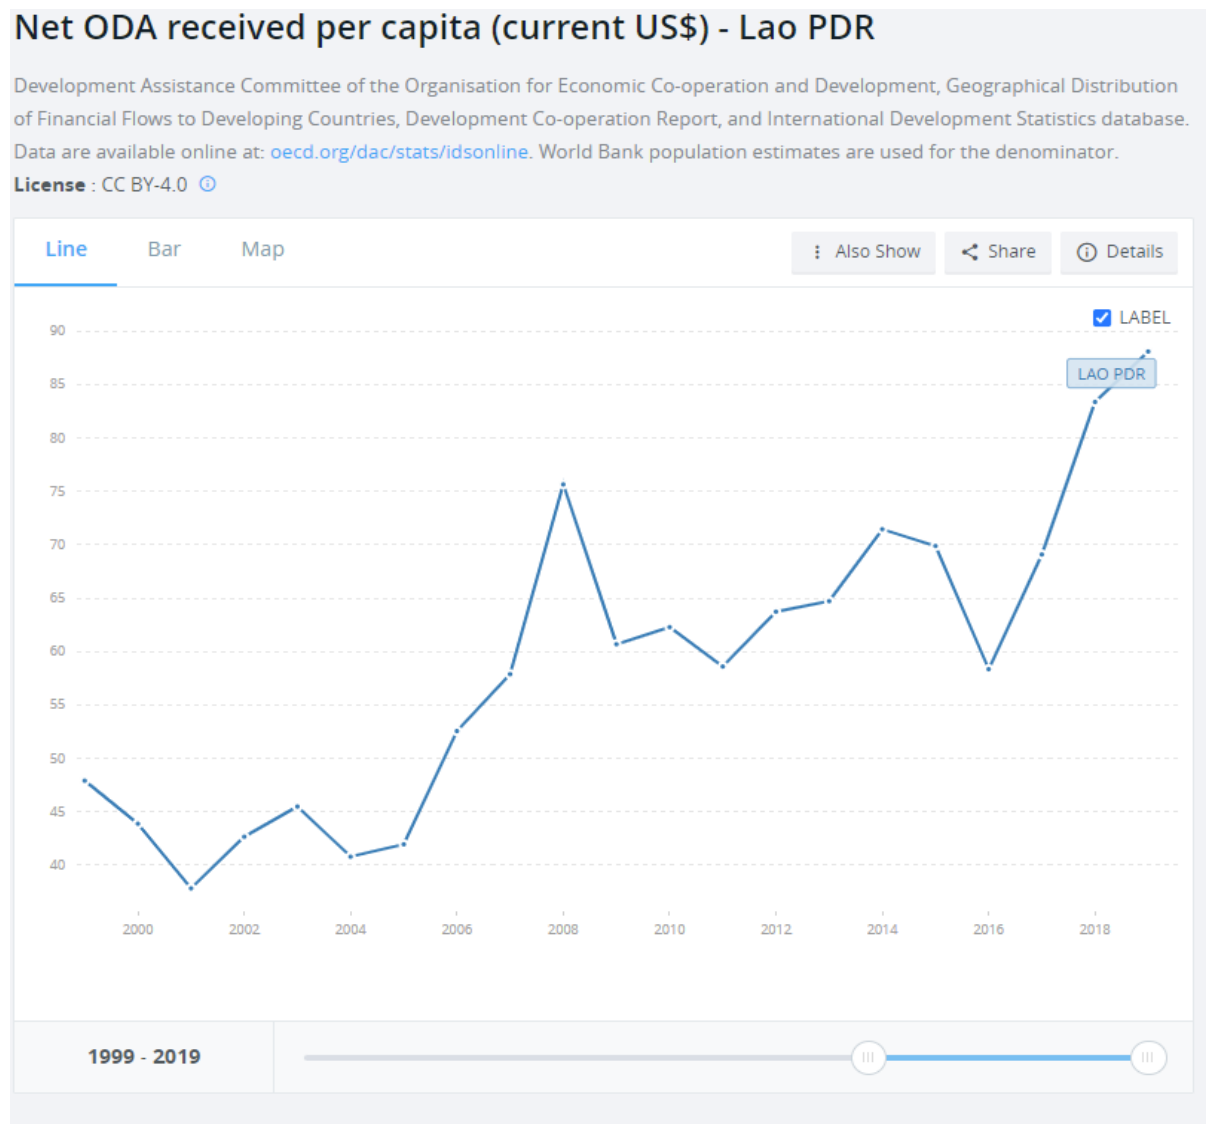 Net ODA received per capita (current US$) - Lao PDR
Development Assistance Committee of the Organisation for Economic Co-operation and Development, Geographical Distribution
of Financial Flows to Developing Countries, Development Co-operation Report, and International Development Statistics database.
Data are available online at: oecd.org/dac/stats/idsonline. World Bank population estimates are used for the denominator.
License : CC BY-4.0
Line Bar Map Also Show Share Details
LABEL
90
LAO PDR
85
80
75
70
65
60
55
50
45
40
2000 2002 2004 2006 2008 2010 2012 2014 2016 2018
1999 - 2019